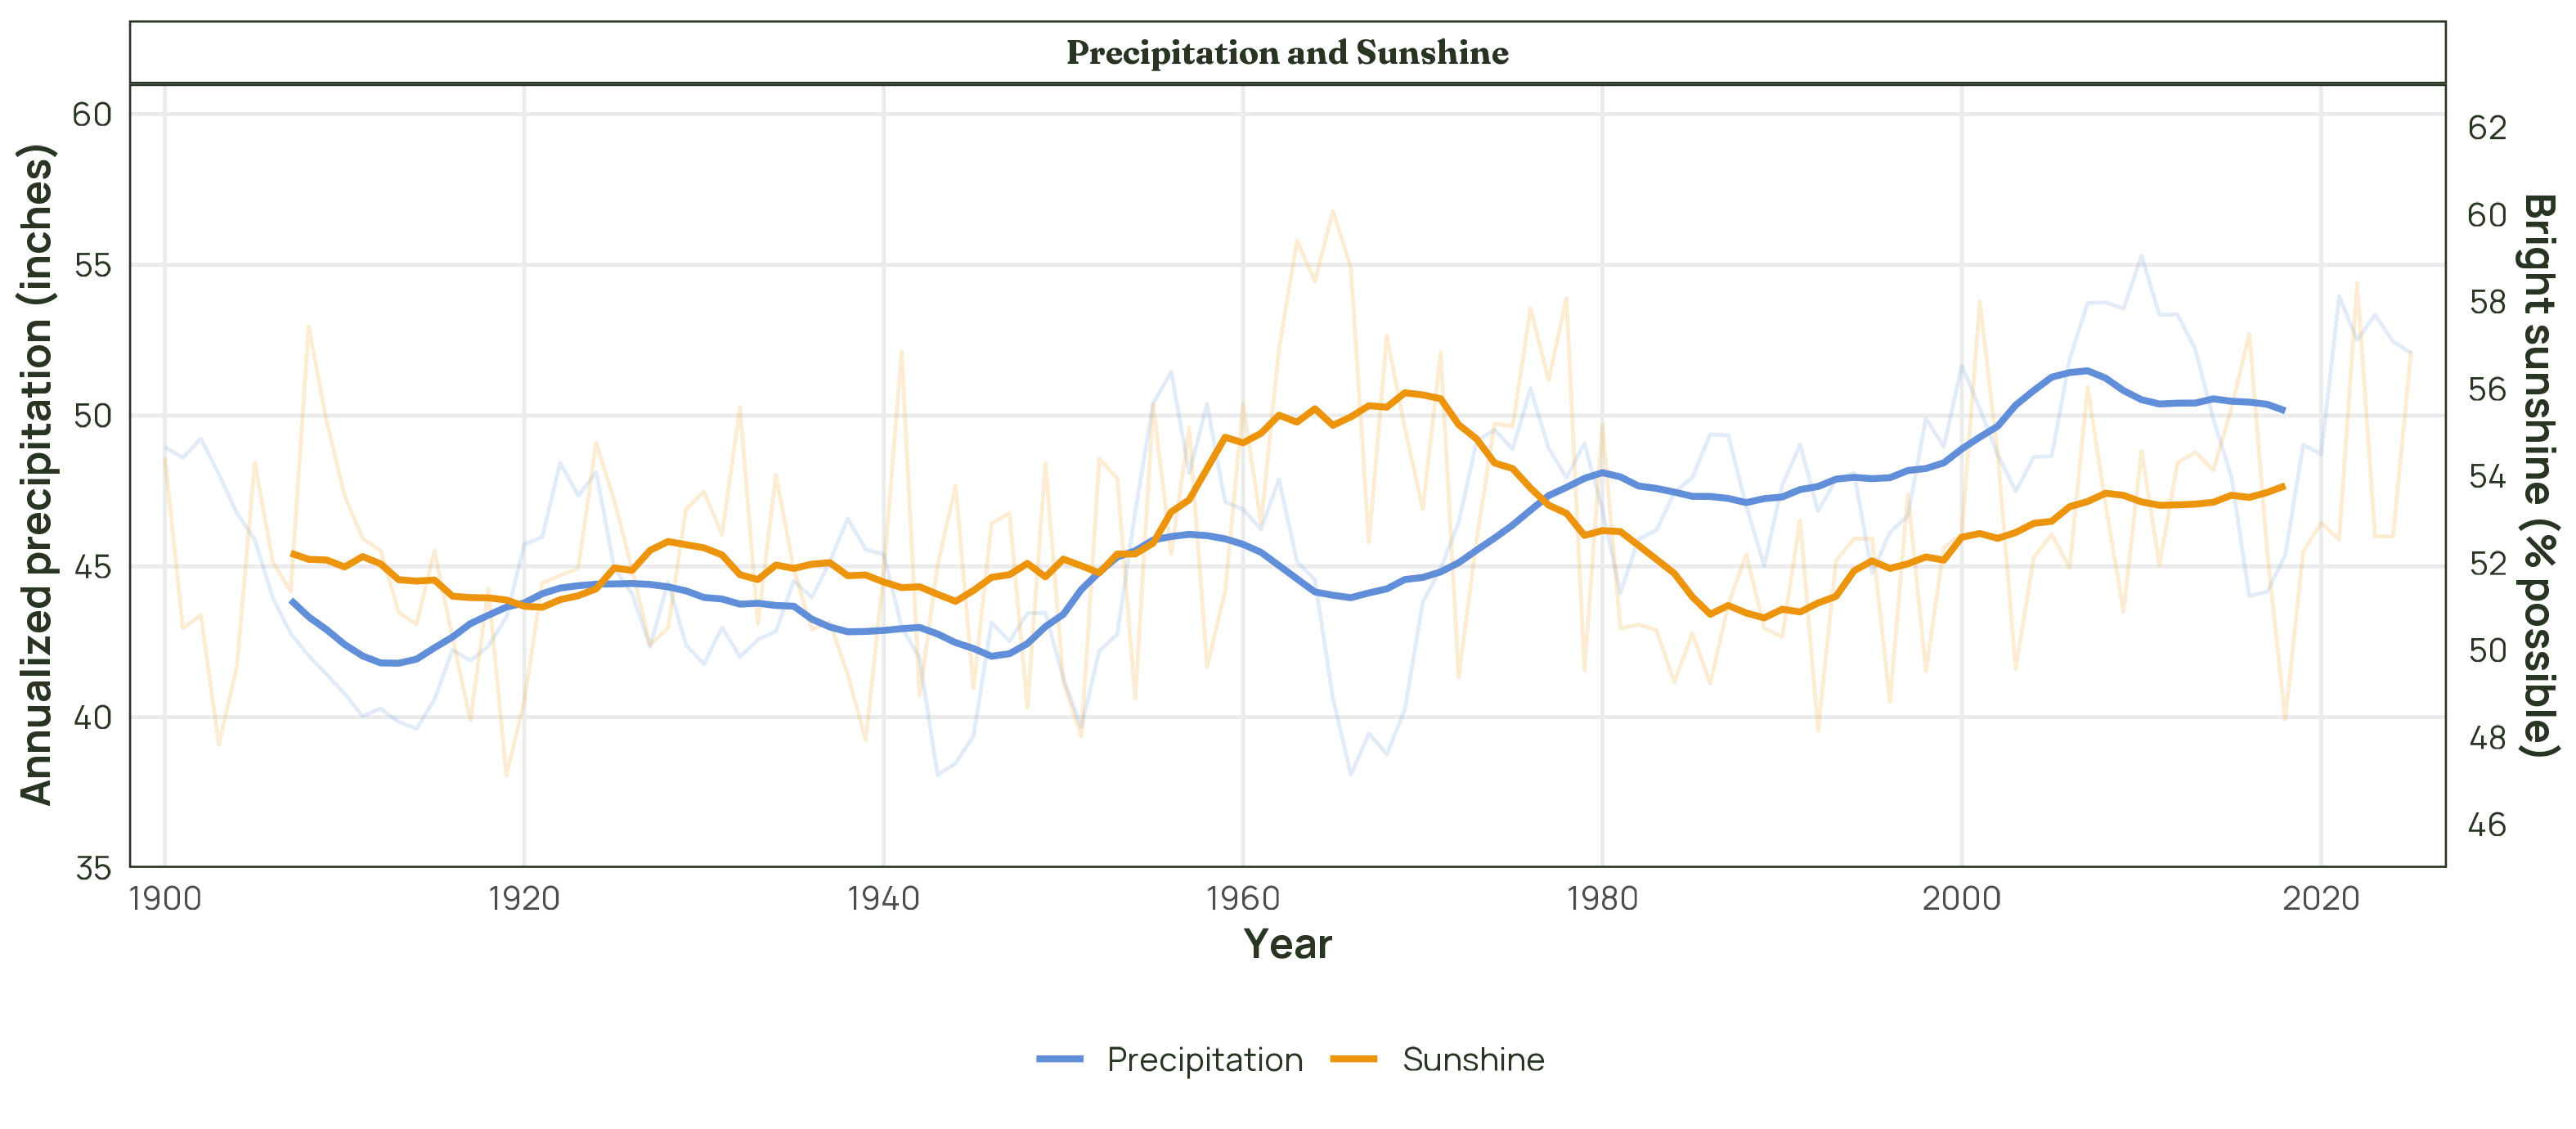 Precipitation and Sunshine
Annualized precipitation (inches)
60
55
50
45
40
35
Bright sunshine (% possible)
62
60
58
56
54
52
50
48
46
1900 1920 1940 1960 1980 2000 2020
Year
Precipitation Sunshine